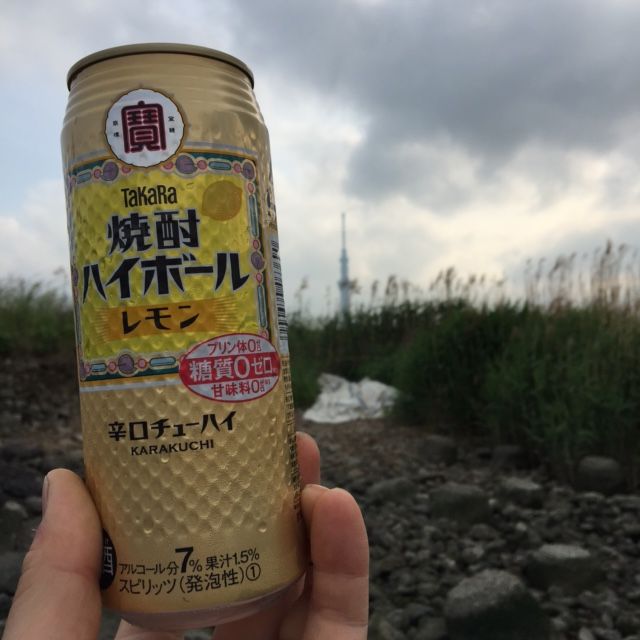 寳
TaKaRa
焼酎
ハイボール
レモン
プリン体0
糖質0ゼロ
甘味料0
辛口チューハイ
KARAKUCHI
アルコール分7% 果汁1.5%
スピリッツ(発泡性)①
酒